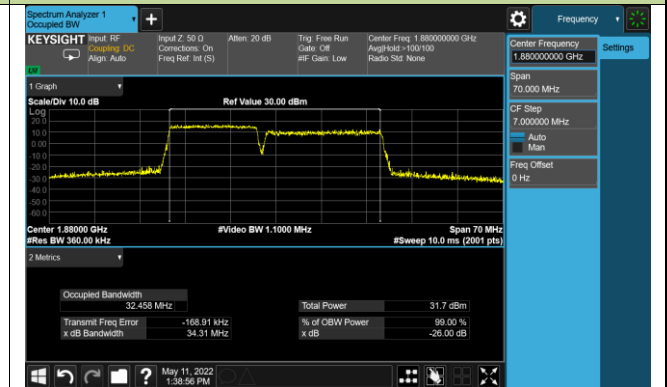 Spectrum Analyzer 1
Occupied BW
+
Frequency
KEYSIGHT
Input: RF
Coupling: DC
Align: Auto
Input Z: 50 Ω
Corrections: On
Freq Ref: Int (S)
Atten: 20 dB
Trig: Free Run
Gate: Off
#IF Gain: Low
Center Freq: 1.880000000 GHz
Avg|Hold:>100/100
Radio Std: None
Center Frequency
1.880000000 GHz
Settings
Span
70.000 MHz
CF Step
7.000000 MHz
Auto
Man
Freq Offset
0 Hz
1 Graph
Scale/Div 10.0 dB
Ref Value 30.00 dBm
Log
20.0
10.0
0.00
-10.0
-20.0
-30.0
-40.0
-50.0
-60.0
Center 1.88000 GHz
#Video BW 1.1000 MHz
Span 70 MHz
#Res BW 360.00 kHz
#Sweep 10.0 ms (2001 pts)
2 Metrics
Occupied Bandwidth
32.458 MHz
Total Power
31.7 dBm
Transmit Freq Error
-168.91 kHz
% of OBW Power
99.00 %
x dB Bandwidth
34.31 MHz
x dB
-26.00 dB
?
May 11, 2022
1:38:56 PM